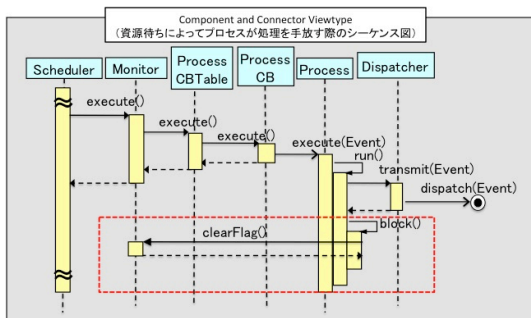 Component and Connector Viewtype
(資源待ちによってプロセスが処理を手放す際のシーケンス図)
Scheduler
Monitor
Process
CBTable
Process
CB
Process
Dispatcher
execute()
execute()
execute()
execute(Event)
run()
transmit(Event)
dispatch(Event)
block()
clearFlag()